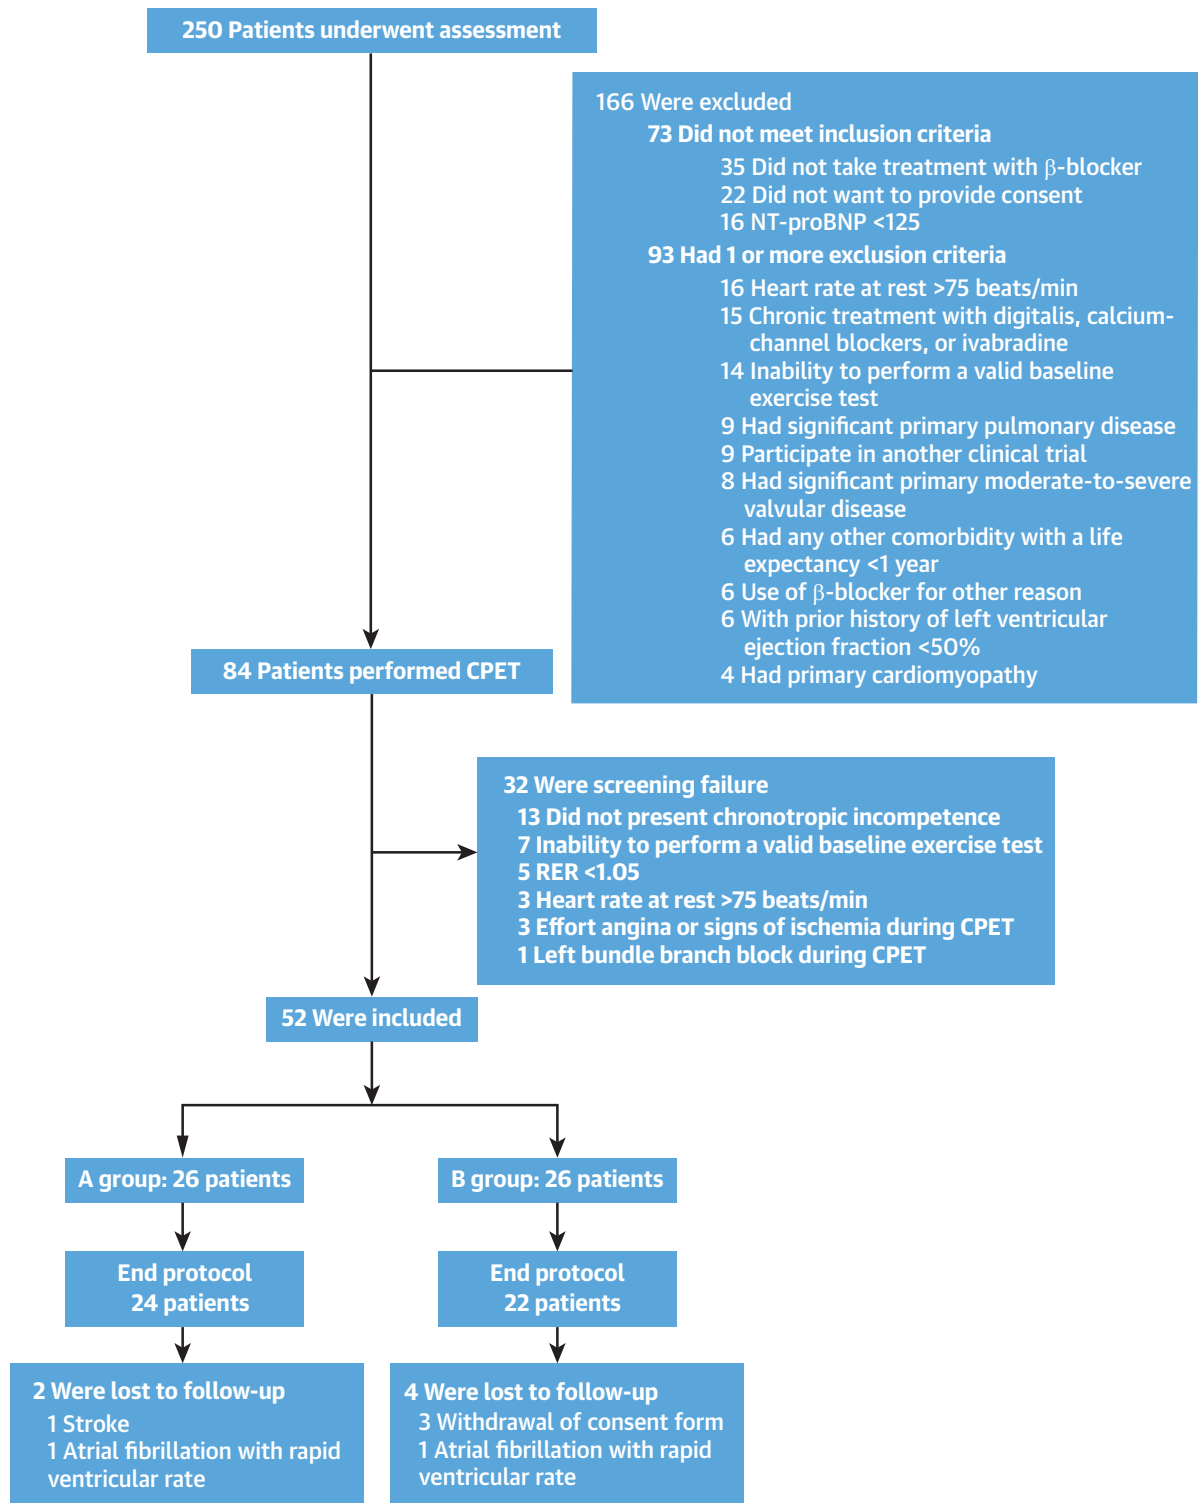 250 Patients underwent assessment
166 Were excluded
73 Did not meet inclusion criteria
35 Did not take treatment with β-blocker
22 Did not want to provide consent
16 NT-proBNP <125
93 Had 1 or more exclusion criteria
16 Heart rate at rest >75 beats/min
15 Chronic treatment with digitalis, calcium-
channel blockers, or ivabradine
14 Inability to perform a valid baseline
exercise test
9 Had significant primary pulmonary disease
9 Participate in another clinical trial
8 Had significant primary moderate-to-severe
valvular disease
6 Had any other comorbidity with a life
expectancy <1 year
6 Use of β-blocker for other reason
6 With prior history of left ventricular
ejection fraction <50%
4 Had primary cardiomyopathy
84 Patients performed CPET
32 Were screening failure
13 Did not present chronotropic incompetence
7 Inability to perform a valid baseline exercise test
5 RER <1.05
3 Heart rate at rest >75 beats/min
3 Effort angina or signs of ischemia during CPET
1 Left bundle branch block during CPET
52 Were included
A group: 26 patients
B group: 26 patients
End protocol
24 patients
End protocol
22 patients
2 Were lost to follow-up
1 Stroke
1 Atrial fibrillation with rapid
ventricular rate
4 Were lost to follow-up
3 Withdrawal of consent form
1 Atrial fibrillation with rapid
ventricular rate